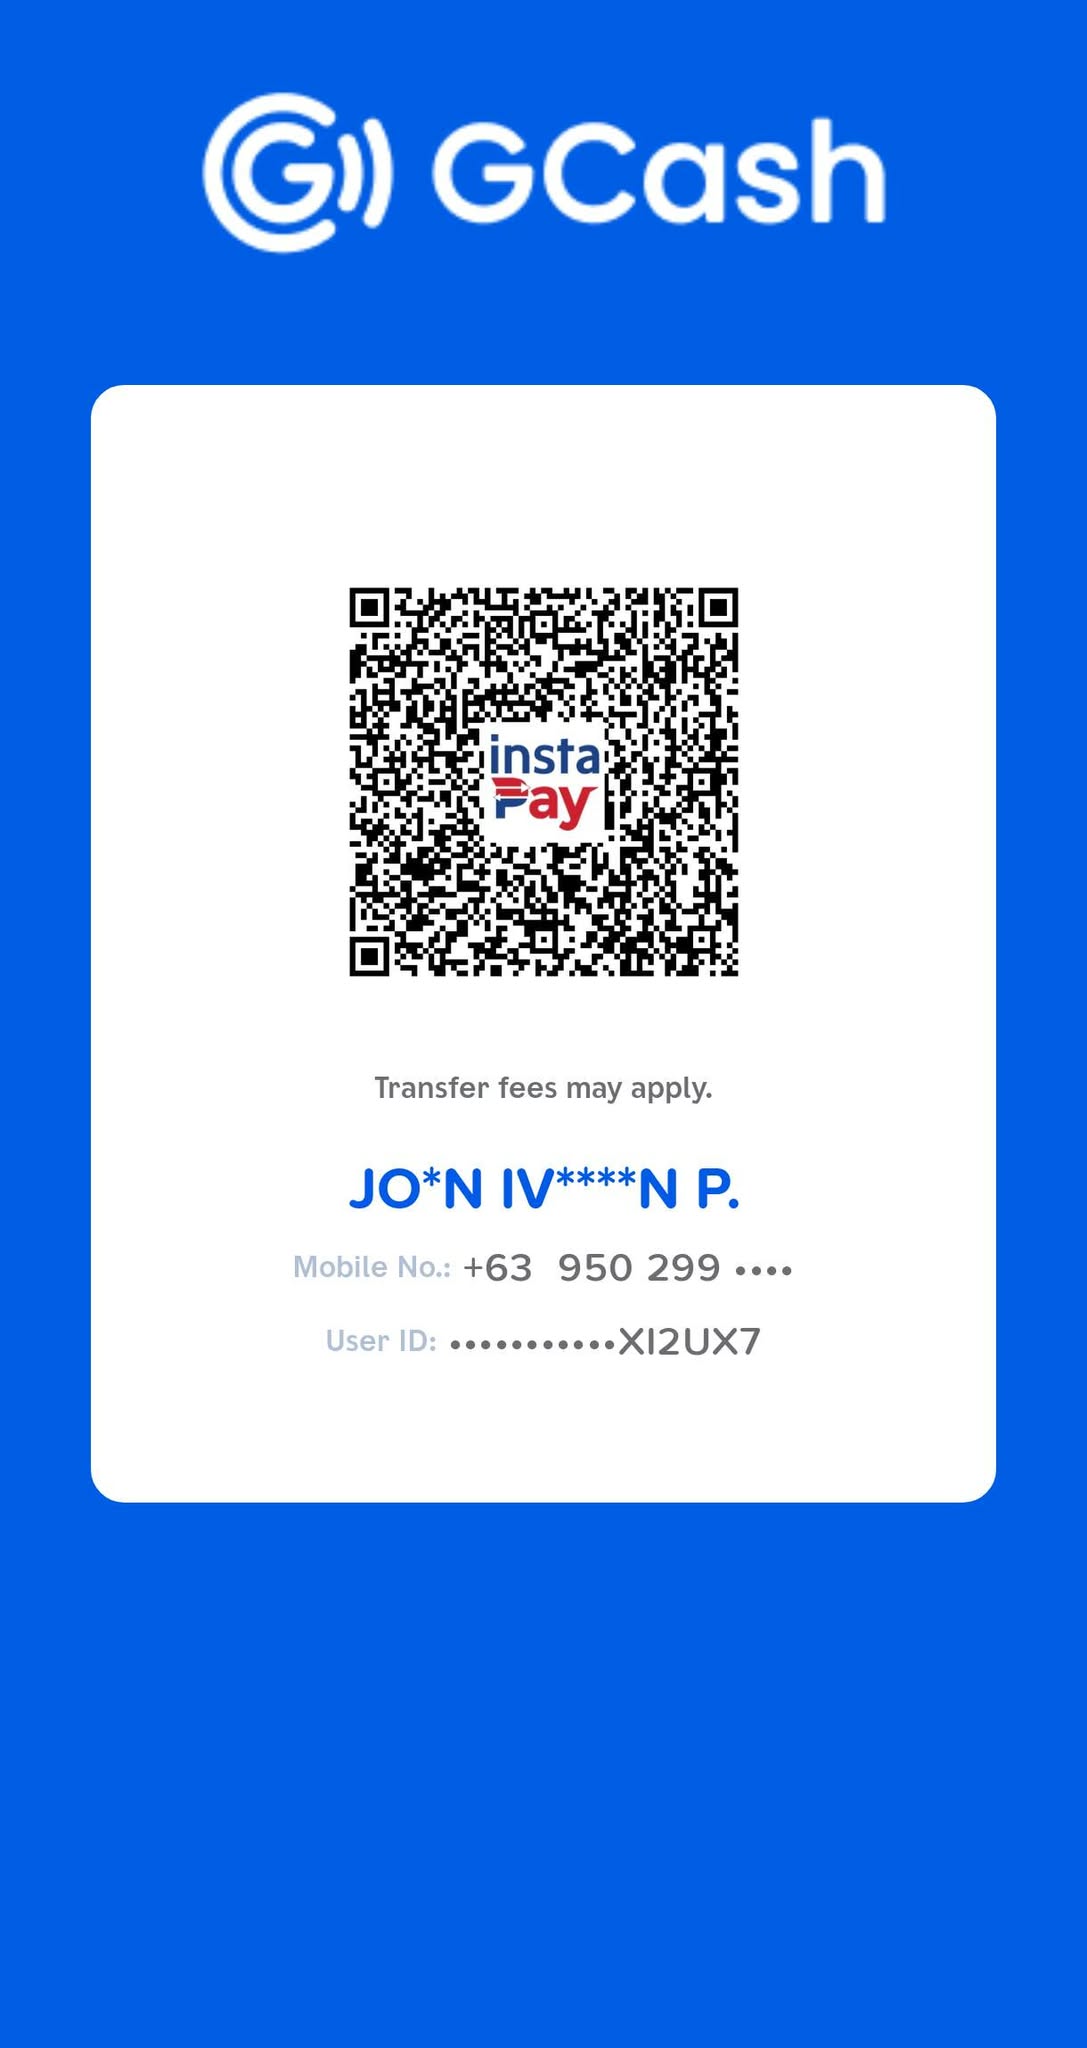 GCash
insta
Pay
Transfer fees may apply.
JO*N IV****N P.
Mobile No.: +63 950 299 ••••
User ID: •••••••••••XI2UX7